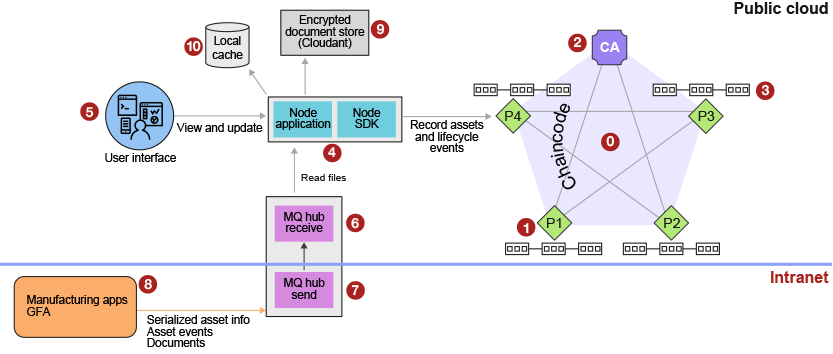 Public cloud
10
Local
cache
Encrypted
document store
(Cloudant)
9
2
CA
3
5
View and update
User interface
Node
application
Node
SDK
4
Record assets
and lifecycle
events
P4
P3
Chaincode
0
1
P1
P2
Read files
MQ hub
receive
6
Intranet
MQ hub
send
7
8
Manufacturing apps
GFA
Serialized asset info
Asset events
Documents